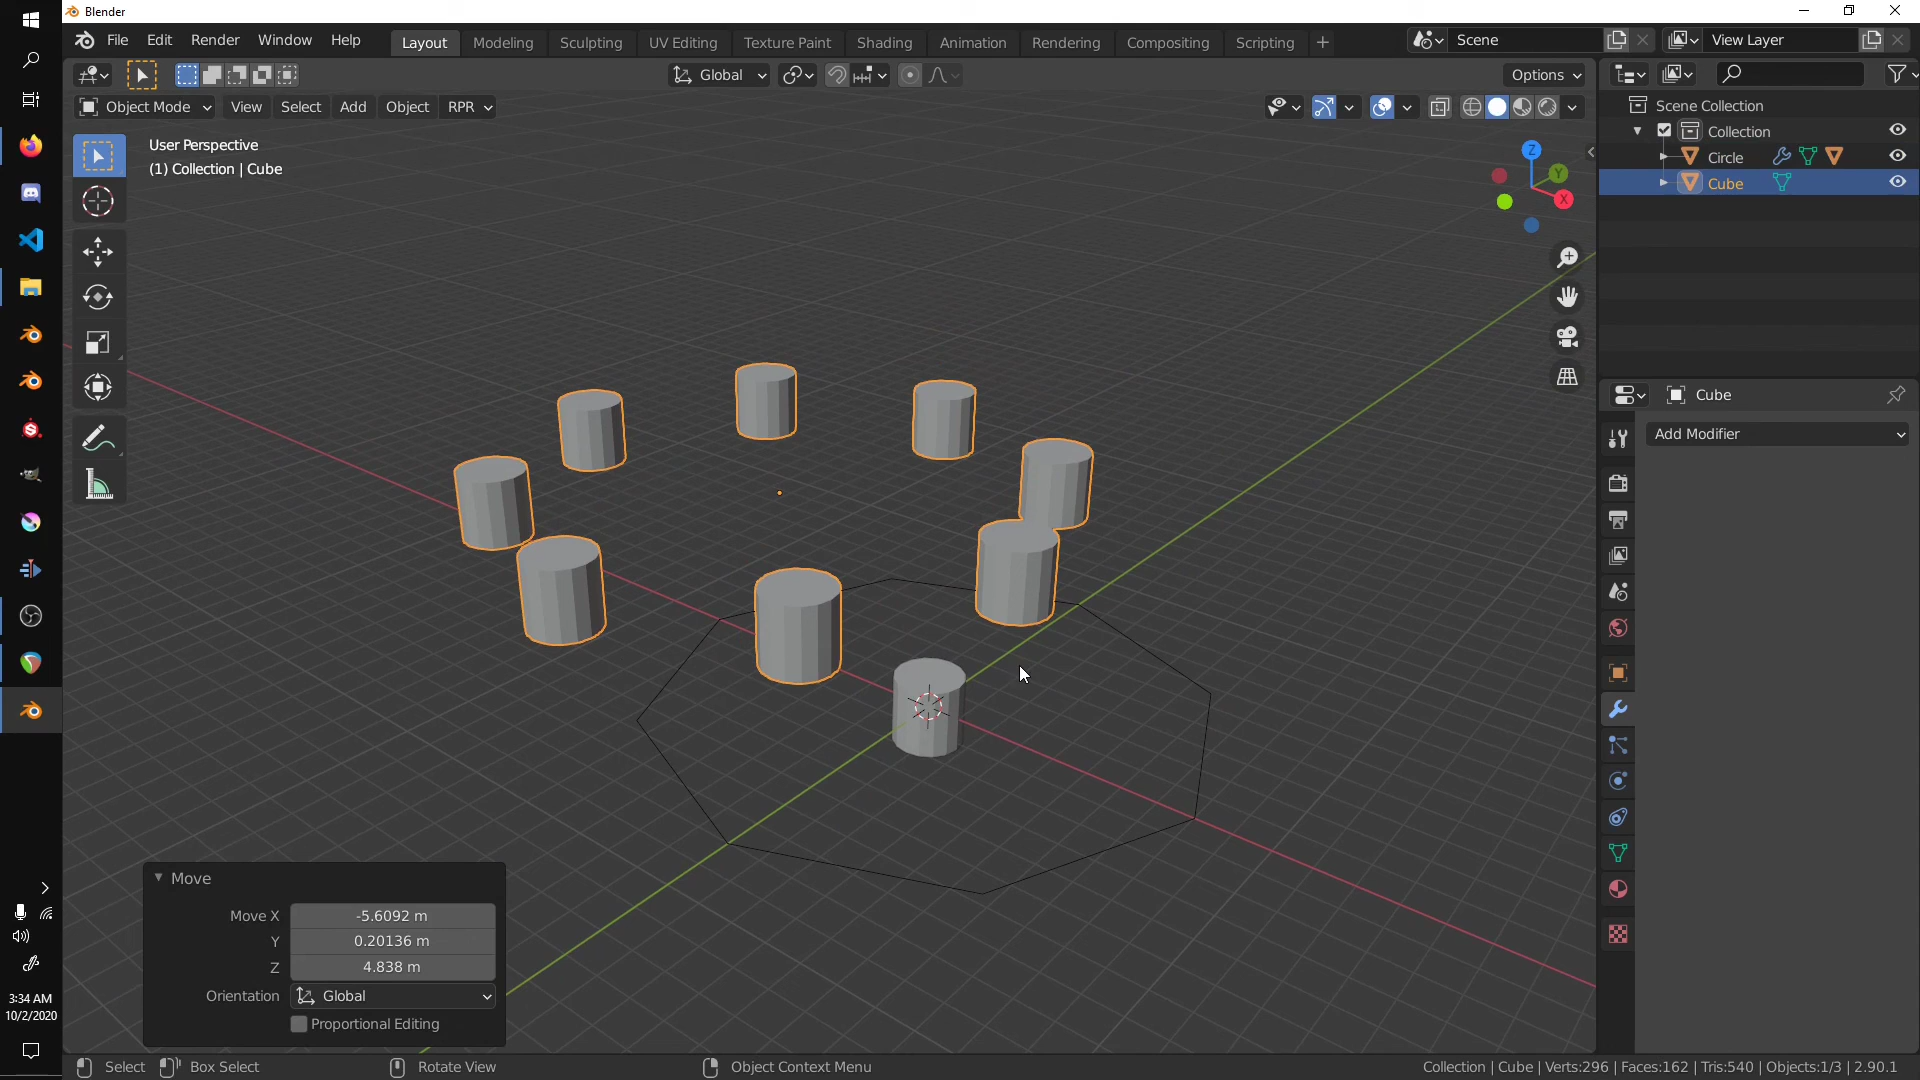 Blender
File Edit Render Window Help Layout Modeling Sculpting UV Editing Texture Paint Shading Animation Rendering Compositing Scripting + Scene View Layer
Global Options
Object Mode View Select Add Object RPR
User Perspective
(1) Collection | Cube
Z
Y
X
Scene Collection
Collection
Circle
Cube
Cube
Add Modifier
Move
Move X -5.6092 m
Y 0.20136 m
Z 4.838 m
Orientation Global
Proportional Editing
3:34 AM
10/2/2020
Select Box Select Rotate View Object Context Menu Collection | Cube | Verts:296 | Faces:162 | Tris:540 | Objects:1/3 | 2.90.1